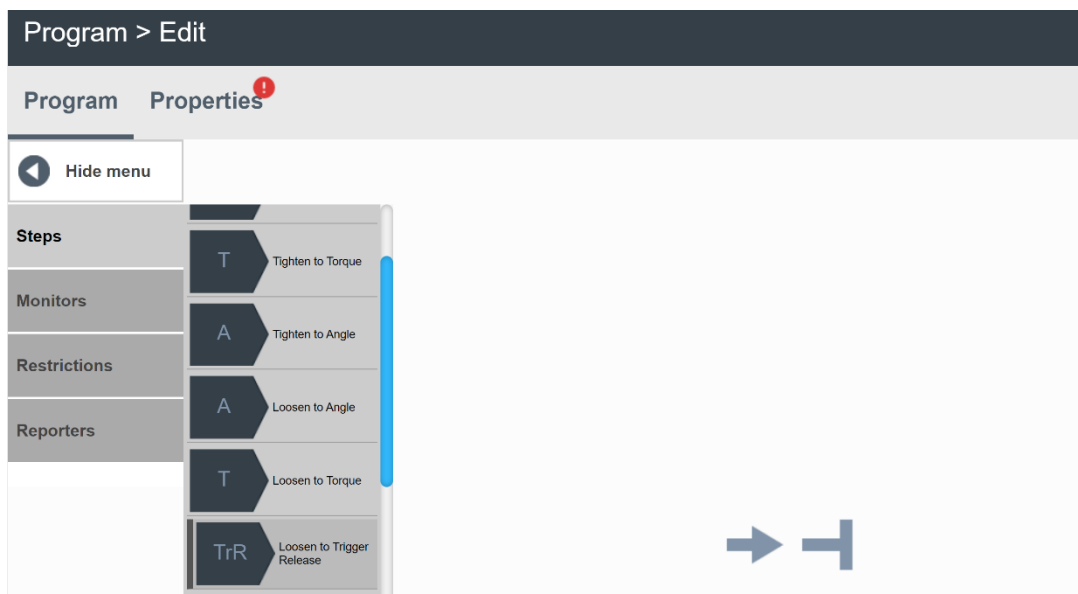 Program > Edit
Program Properties !
Hide menu
Steps
Monitors
Restrictions
Reporters
T Tighten to Torque
A Tighten to Angle
A Loosen to Angle
T Loosen to Torque
TrR Loosen to Trigger
Release